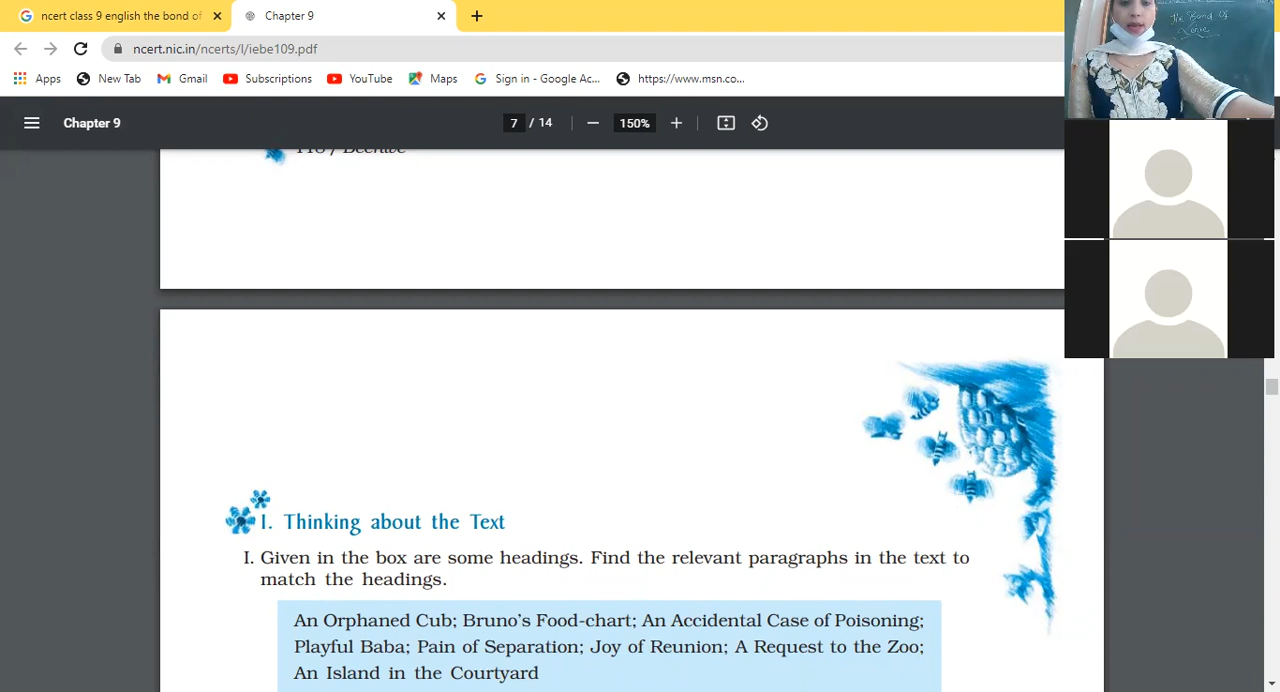 ncert class 9 english the bond of
Chapter 9
ncert.nic.in/ncerts/l/iebe109.pdf
Apps
New Tab
Gmail
Subscriptions
YouTube
Maps
Sign in - Google Ac...
https://www.msn.co...
The Bond Of
Love
Chapter 9
7 / 14
150%
I. Thinking about the Text
I. Given in the box are some headings. Find the relevant paragraphs in the text to
match the headings.
An Orphaned Cub; Bruno's Food-chart; An Accidental Case of Poisoning;
Playful Baba; Pain of Separation; Joy of Reunion; A Request to the Zoo;
An Island in the Courtyard